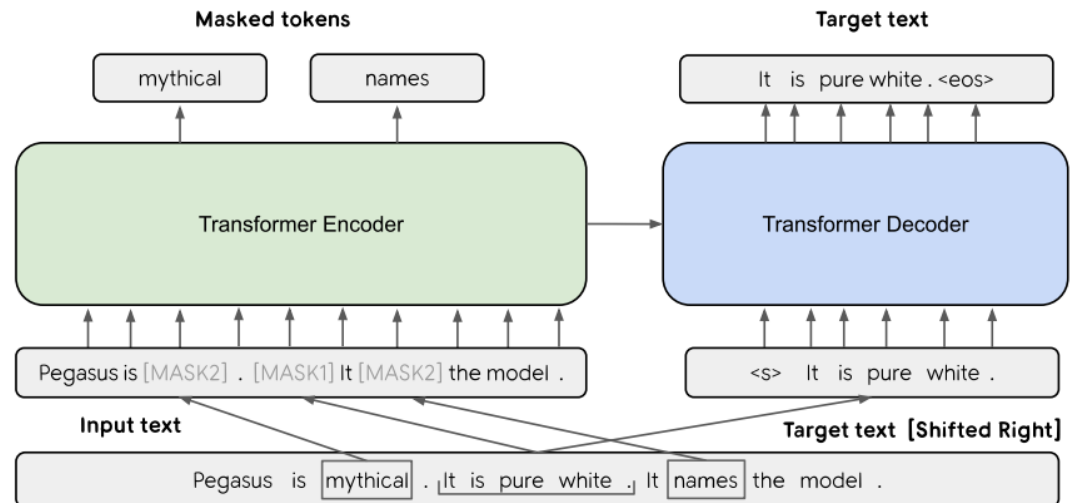 Masked tokens
Target text
mythical
names
It is pure white . <eos>
Transformer Encoder
Transformer Decoder
Pegasus is [MASK2] . [MASK1] It [MASK2] the model .
<s> It is pure white .
Input text
Target text [Shifted Right]
Pegasus is mythical . It is pure white . It names the model .